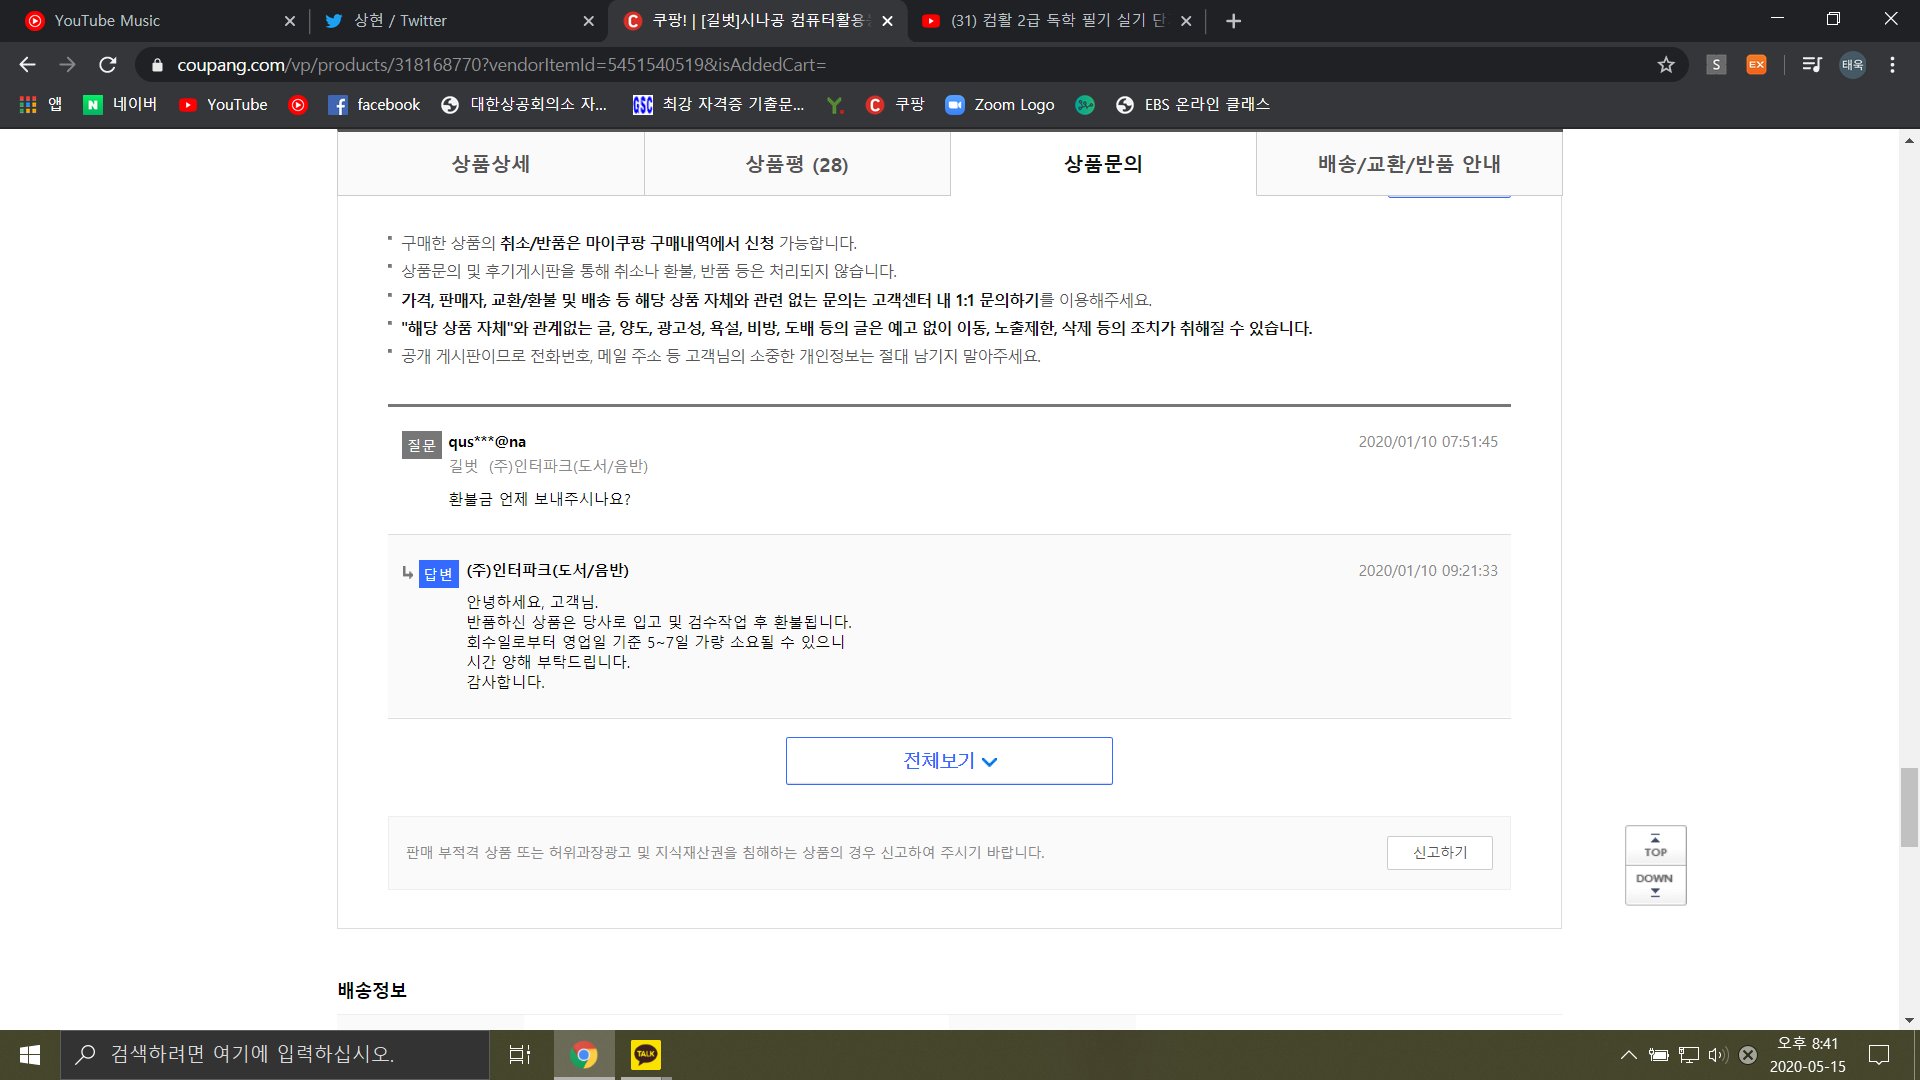 YouTube Music
상현 / Twitter
쿠팡! | [길벗]시나공 컴퓨터활용
(31) 컴활 2급 독학 필기 실기 단
coupang.com/vp/products/318168770?vendorItemId=5451540519&isAddedCart=
S
EX
태욱
앱
네이버
YouTube
facebook
대한상공회의소 자...
최강 자격증 기출문...
쿠팡
Zoom Logo
EBS 온라인 클래스
상품상세
상품평 (28)
상품문의
배송/교환/반품 안내
구매한 상품의 취소/반품은 마이쿠팡 구매내역에서 신청 가능합니다.
상품문의 및 후기게시판을 통해 취소나 환불, 반품 등은 처리되지 않습니다.
가격, 판매자, 교환/환불 및 배송 등 해당 상품 자체와 관련 없는 문의는 고객센터 내 1:1 문의하기를 이용해주세요.
"해당 상품 자체"와 관계없는 글, 양도, 광고성, 욕설, 비방, 도배 등의 글은 예고 없이 이동, 노출제한, 삭제 등의 조치가 취해질 수 있습니다.
공개 게시판이므로 전화번호, 메일 주소 등 고객님의 소중한 개인정보는 절대 남기지 말아주세요.
질문 qus***@na 2020/01/10 07:51:45
길벗 (주)인터파크(도서/음반)
환불금 언제 보내주시나요?
답변 (주)인터파크(도서/음반) 2020/01/10 09:21:33
안녕하세요, 고객님.
반품하신 상품은 당사로 입고 및 검수작업 후 환불됩니다.
회수일로부터 영업일 기준 5~7일 가량 소요될 수 있으니
시간 양해 부탁드립니다.
감사합니다.
전체보기
판매 부적격 상품 또는 허위과장광고 및 지식재산권을 침해하는 상품의 경우 신고하여 주시기 바랍니다.
신고하기
TOP
DOWN
배송정보
검색하려면 여기에 입력하십시오.
TALK
오후 8:41
2020-05-15